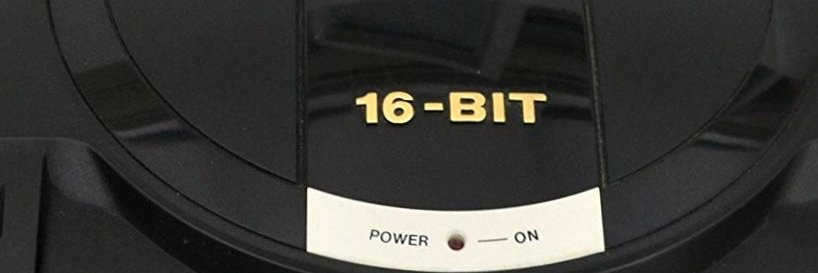 16-BIT
POWER — ON